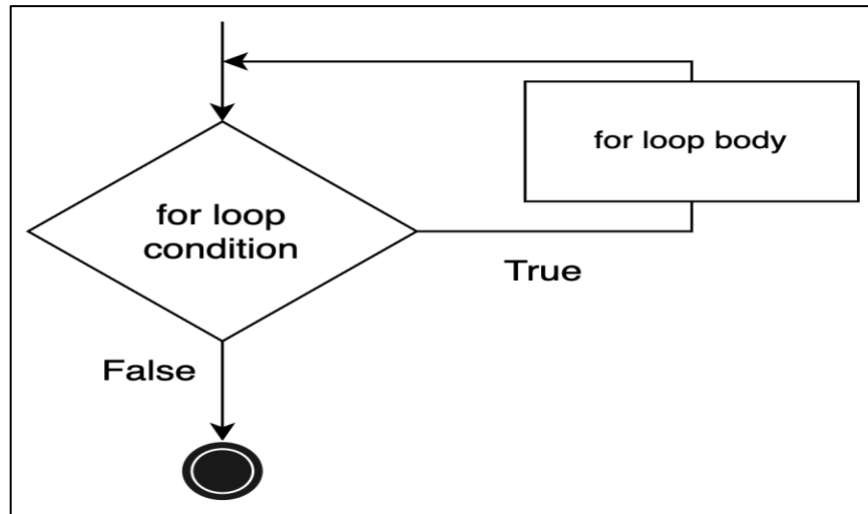 for loop body
for loop
condition
True
False